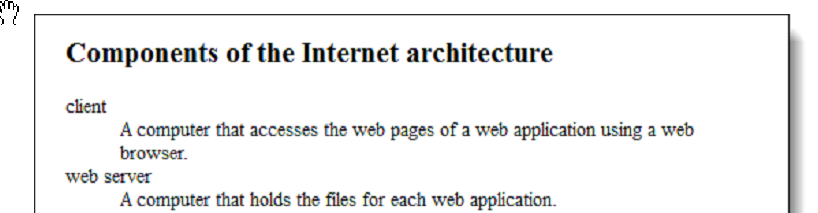 Components of the Internet architecture
client
A computer that accesses the web pages of a web application using a web
browser.
web server
A computer that holds the files for each web application.